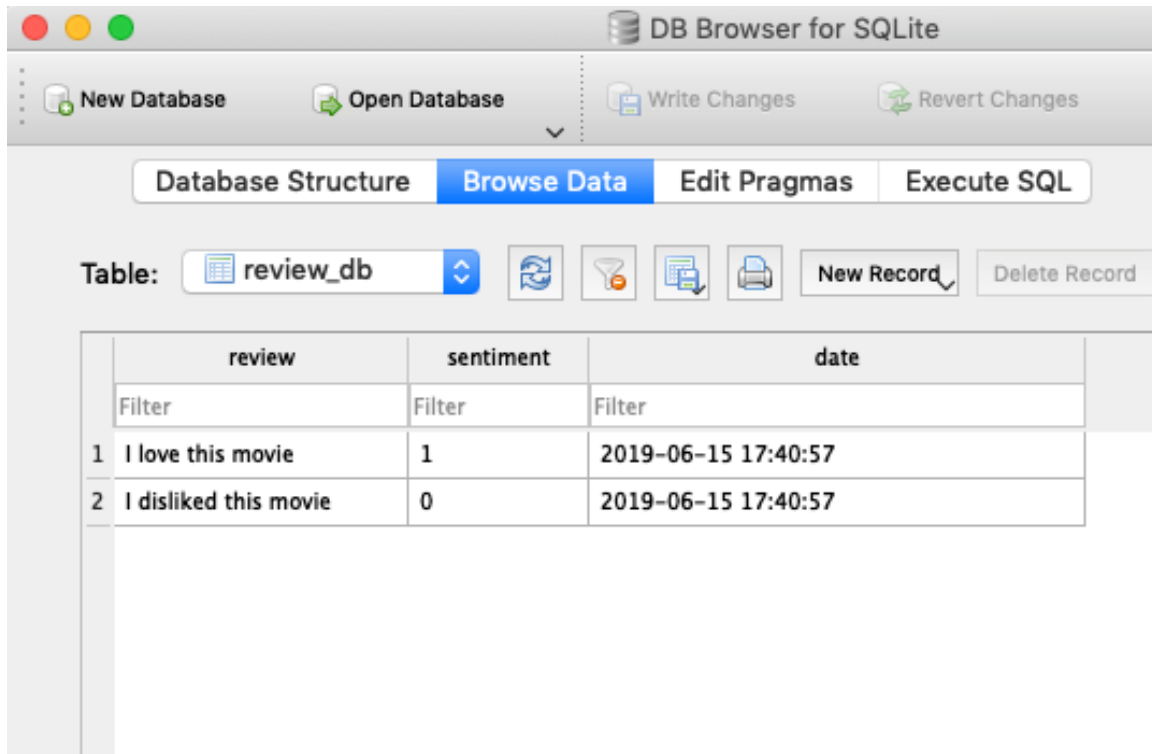 DB Browser for SQLite
New Database Open Database Write Changes Revert Changes
Database Structure Browse Data Edit Pragmas Execute SQL
Table: review_db New Record Delete Record
review sentiment date
Filter Filter Filter
1 I love this movie 1 2019-06-15 17:40:57
2 I disliked this movie 0 2019-06-15 17:40:57